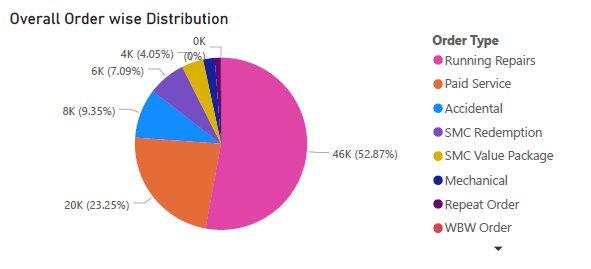 Overall Order wise Distribution
0K
(0%)
4K (4.05%)
6K (7.09%)
8K (9.35%)
20K (23.25%)
46K (52.87%)
Order Type
Running Repairs
Paid Service
Accidental
SMC Redemption
SMC Value Package
Mechanical
Repeat Order
WBW Order